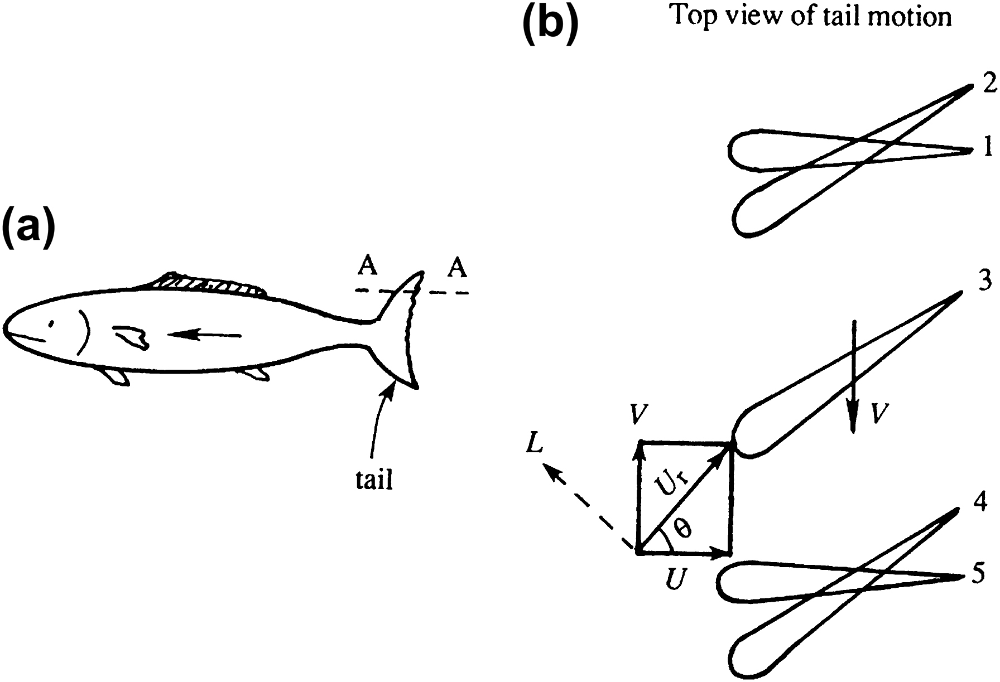 (a)
A A
tail
(b)
Top view of tail motion
2
1
3
V
V
L
Ur
θ
U
4
5